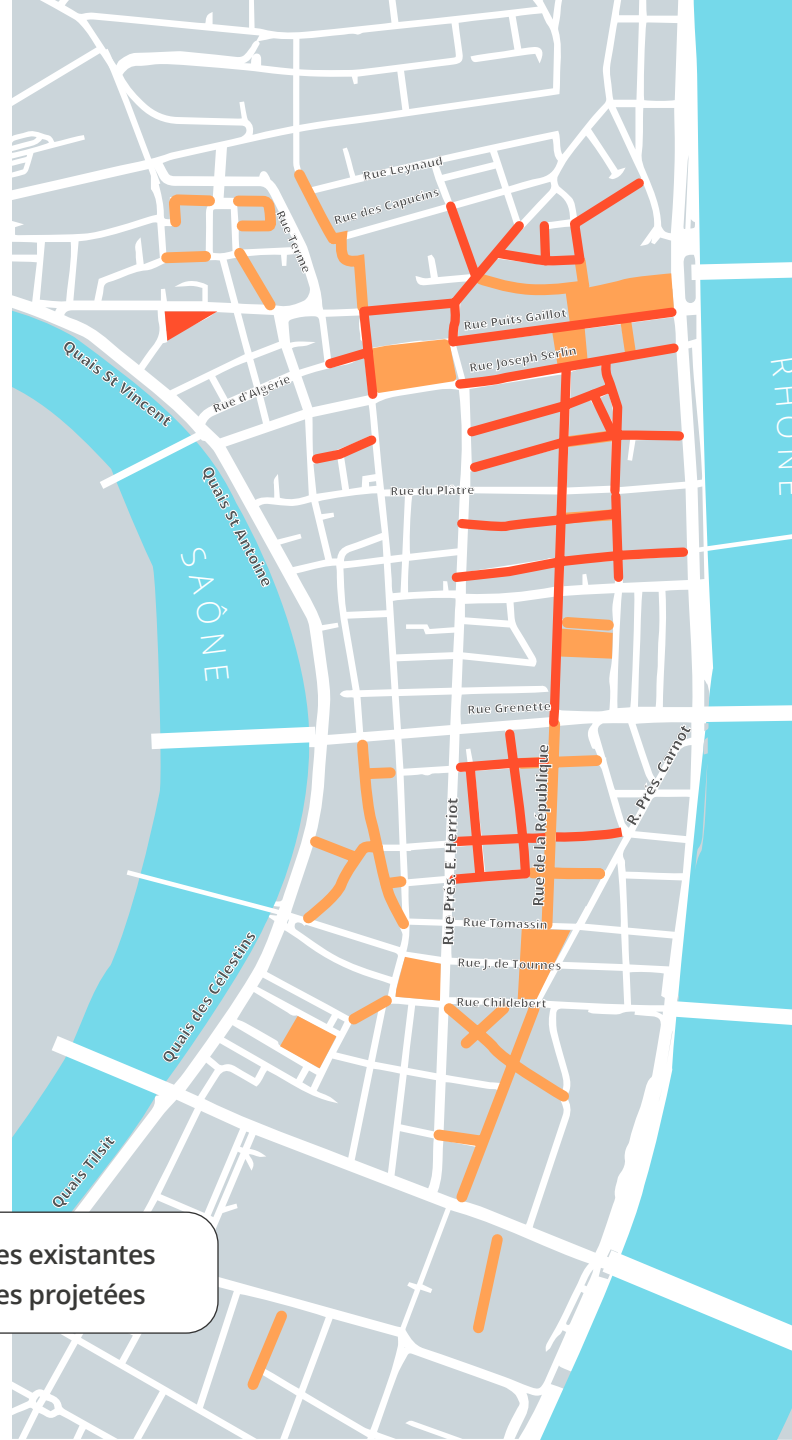 Rue Leynaud
Rue des Capucins
Rue Terme
Rue Puits Gaillot
Rue Joseph Serlin
Quais St Vincent
Rue d'Algerie
RHÔNE
Quais St Antoine
Rue du Platre
SAÔNE
Rue Grenette
R. Prés. Carnot
Rue de la République
Rue Prés. E. Herriot
Rue Tomassin
Rue J. de Tournes
Quais des Célestins
Rue Childebert
Quais Tilsit
es existantes
es projetées